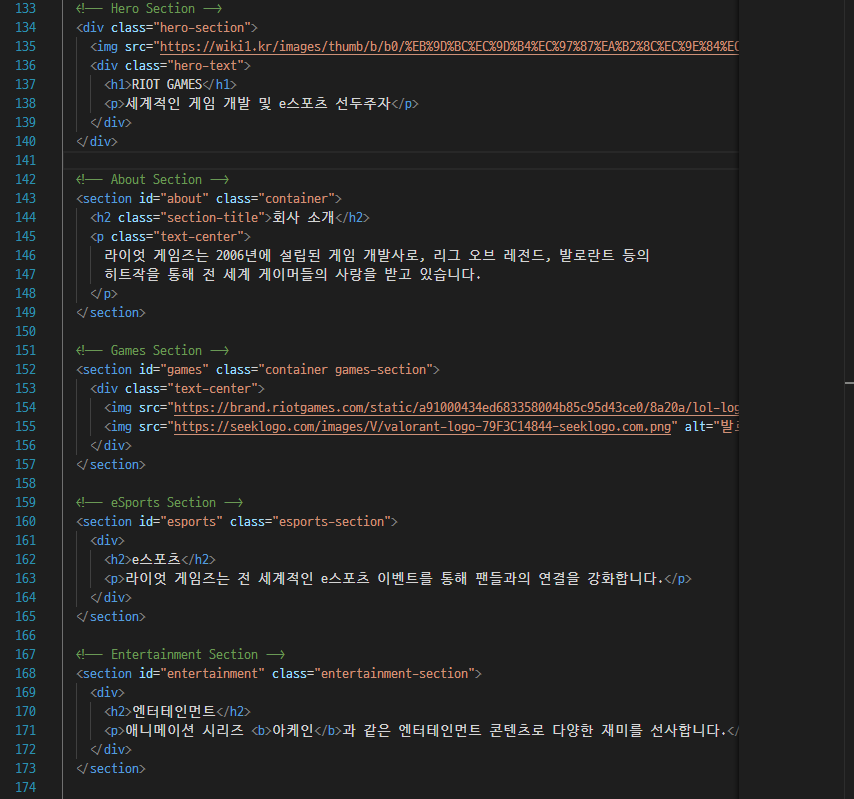 133 <!-- Hero Section -->
134 <div class="hero-section">
135 <img src="https://wiki1.kr/images/thumb/b/b0/%EB%9D%BC%EC%9D%B4%EC%97%87%EA%B2%8C%EC%9E%84%EC
136 <div class="hero-text">
137 <h1>RIOT GAMES</h1>
138 <p>세계적인 게임 개발 및 e스포츠 선두주자</p>
139 </div>
140 </div>
141
142 <!-- About Section -->
143 <section id="about" class="container">
144 <h2 class="section-title">회사 소개</h2>
145 <p class="text-center">
146 라이엇 게임즈는 2006년에 설립된 게임 개발사로, 리그 오브 레전드, 발로란트 등의
147 히트작을 통해 전 세계 게이머들의 사랑을 받고 있습니다.
148 </p>
149 </section>
150
151 <!-- Games Section -->
152 <section id="games" class="container games-section">
153 <div class="text-center">
154 <img src="https://brand.riotgames.com/static/a91000434ed683358004b85c95d43ce0/8a20a/lol-log
155 <img src="https://seeklogo.com/images/V/valorant-logo-79F3C14844-seeklogo.com.png" alt="발로
156 </div>
157 </section>
158
159 <!-- eSports Section -->
160 <section id="esports" class="esports-section">
161 <div>
162 <h2>e스포츠</h2>
163 <p>라이엇 게임즈는 전 세계적인 e스포츠 이벤트를 통해 팬들과의 연결을 강화합니다.</p>
164 </div>
165 </section>
166
167 <!-- Entertainment Section -->
168 <section id="entertainment" class="entertainment-section">
169 <div>
170 <h2>엔터테인먼트</h2>
171 <p>애니메이션 시리즈 <b>아케인</b>과 같은 엔터테인먼트 콘텐츠로 다양한 재미를 선사합니다.</
172 </div>
173 </section>
174